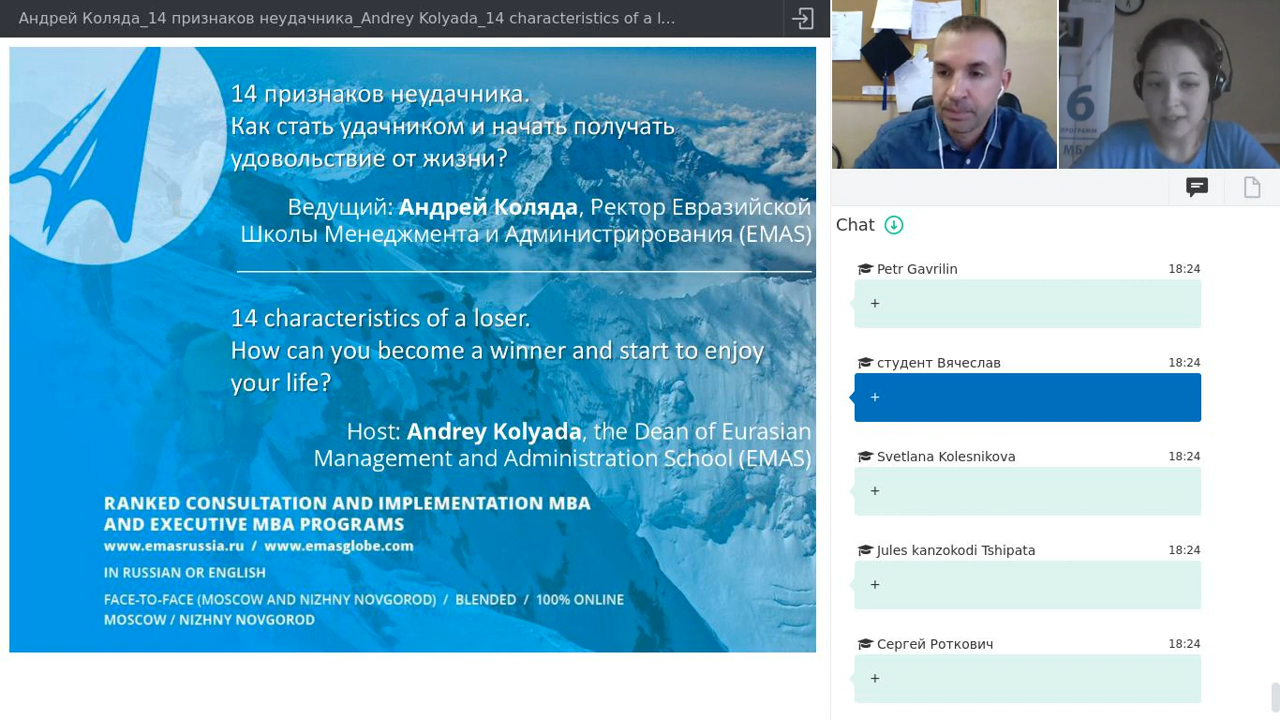 Андрей Коляда_14 признаков неудачника_Andrey Kolyada_14 characteristics of a l...
14 признаков неудачника.
Как стать удачником и начать получать
удовольствие от жизни?
Ведущий: Андрей Коляда, Ректор Евразийской
Школы Менеджмента и Администрирования (EMAS)
14 characteristics of a loser.
How can you become a winner and start to enjoy
your life?
Host: Andrey Kolyada, the Dean of Eurasian
Management and Administration School (EMAS)
RANKED CONSULTATION AND IMPLEMENTATION MBA
AND EXECUTIVE MBA PROGRAMS
www.emasrussia.ru / www.emasglobe.com
IN RUSSIAN OR ENGLISH
FACE-TO-FACE (MOSCOW AND NIZHNY NOVGOROD) / BLENDED / 100% ONLINE
MOSCOW / NIZHNY NOVGOROD
6
ПРОГРАММ
МВА
Chat
Petr Gavrilin 18:24
+
студент Вячеслав 18:24
+
Svetlana Kolesnikova 18:24
+
Jules kanzokodi Tshipata 18:24
+
Сергей Роткович 18:24
+